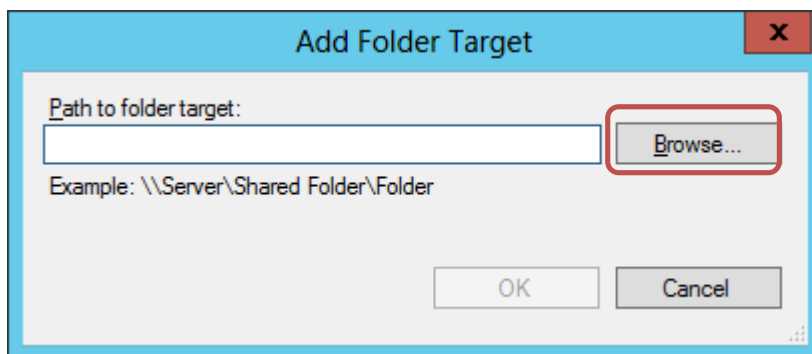 Add Folder Target
x
Path to folder target:
Browse...
Example: \\Server\Shared Folder\Folder
OK
Cancel